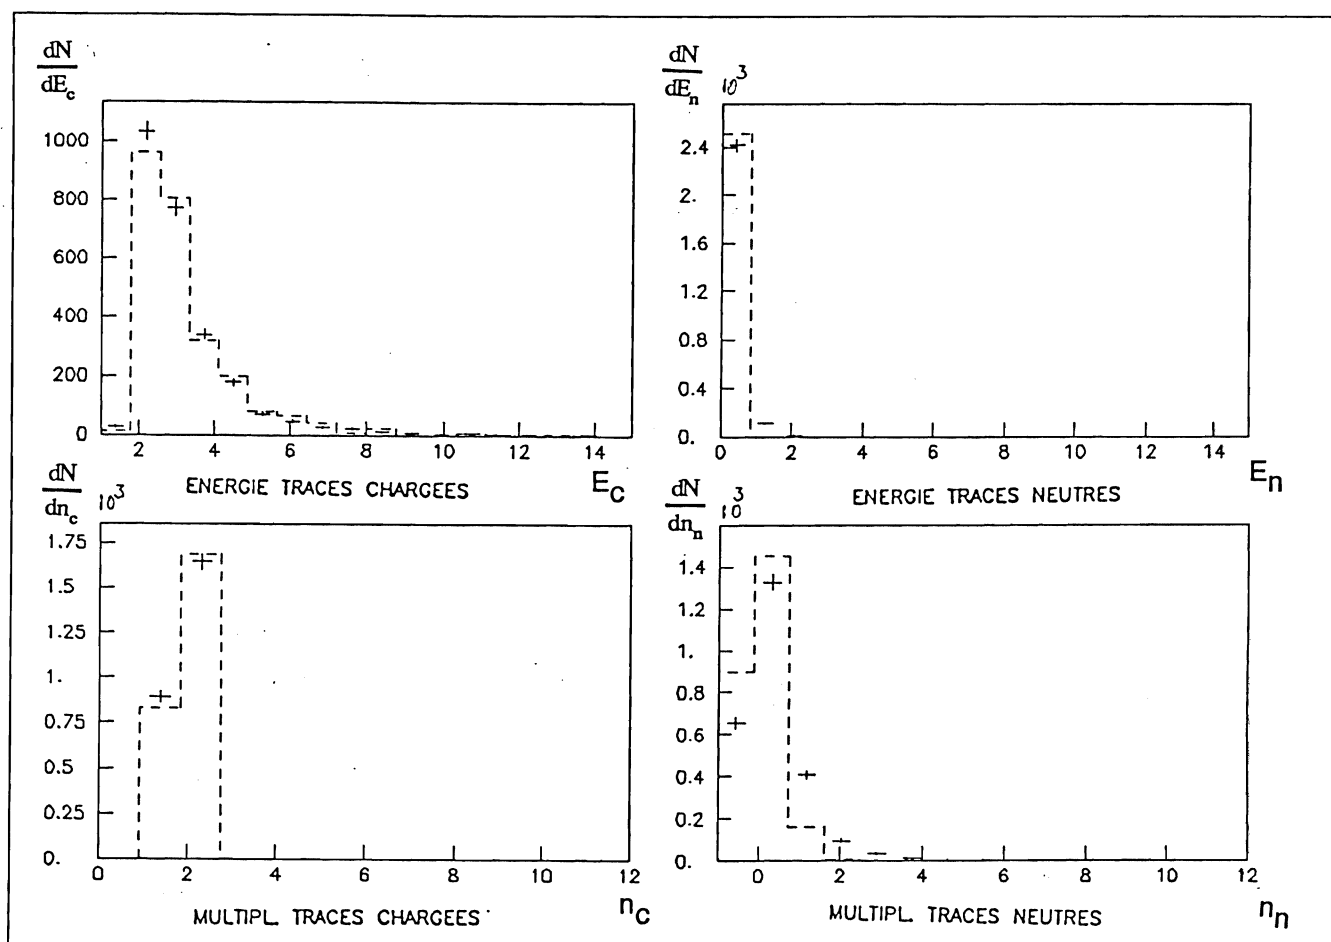 dN
dE_c
1000
800
600
400
200
0
2 4 6 8 10 12 14
ENERGIE TRACES CHARGEES E_c
dN
dE_n 10^3
2.4
2.
1.6
1.2
0.8
0.4
0.
0 2 4 6 8 10 12 14
ENERGIE TRACES NEUTRES E_n
dN
dn_c 10^3
1.75
1.5
1.25
1.
0.75
0.5
0.25
0.
0 2 4 6 8 10 12
MULTIPL. TRACES CHARGEES n_c
dN
dn_n 10^3
1.4
1.2
1.
0.8
0.6
0.4
0.2
0.
0 2 4 6 8 10 12
MULTIPL. TRACES NEUTRES n_n